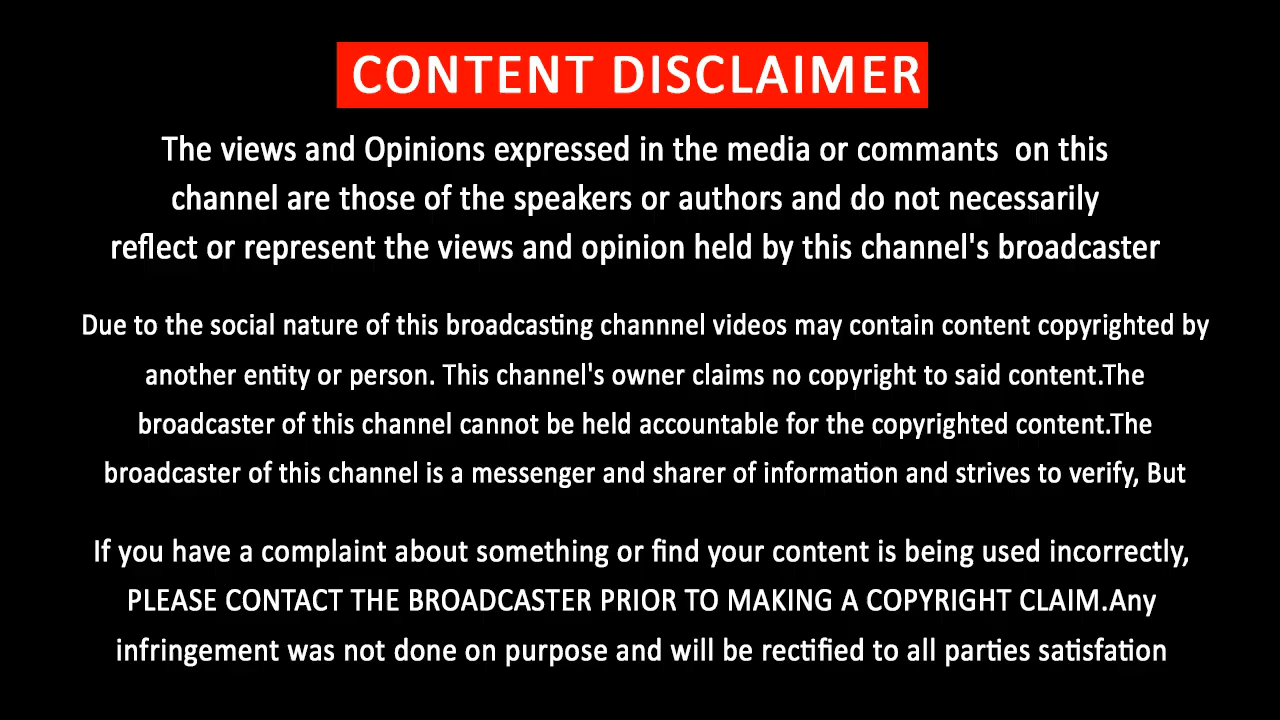 CONTENT DISCLAIMER
The views and Opinions expressed in the media or commants on this
channel are those of the speakers or authors and do not necessarily
reflect or represent the views and opinion held by this channel's broadcaster
Due to the social nature of this broadcasting channnel videos may contain content copyrighted by
another entity or person. This channel's owner claims no copyright to said content.The
broadcaster of this channel cannot be held accountable for the copyrighted content.The
broadcaster of this channel is a messenger and sharer of information and strives to verify, But
If you have a complaint about something or find your content is being used incorrectly,
PLEASE CONTACT THE BROADCASTER PRIOR TO MAKING A COPYRIGHT CLAIM.Any
infringement was not done on purpose and will be rectified to all parties satisfation